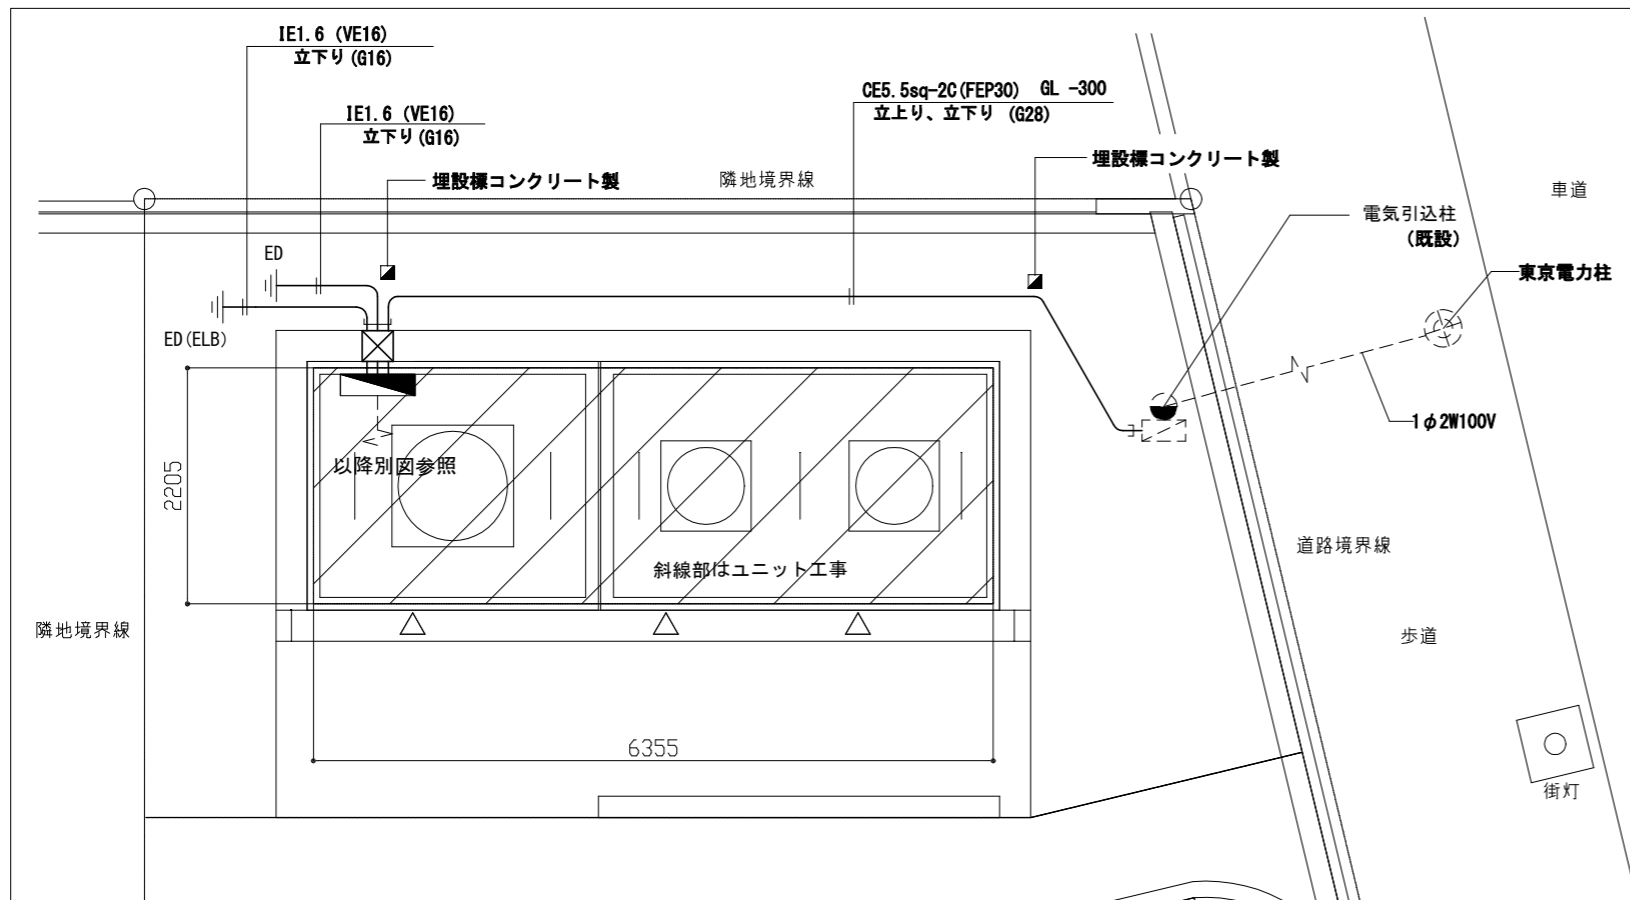 IE1.6 (VE16)
立下り(G16)
IE1.6 (VE16)
立下り(G16)
CE5.5sq-2C(FEP30) GL -300
立上り、立下り (G28)
埋設標コンクリート製
隣地境界線
埋設標コンクリート製
車道
電気引込柱
(既設)
東京電力柱
ED
ED(ELB)
1φ2W100V
以降別図参照
2205
斜線部はユニット工事
道路境界線
隣地境界線
歩道
6355
街灯